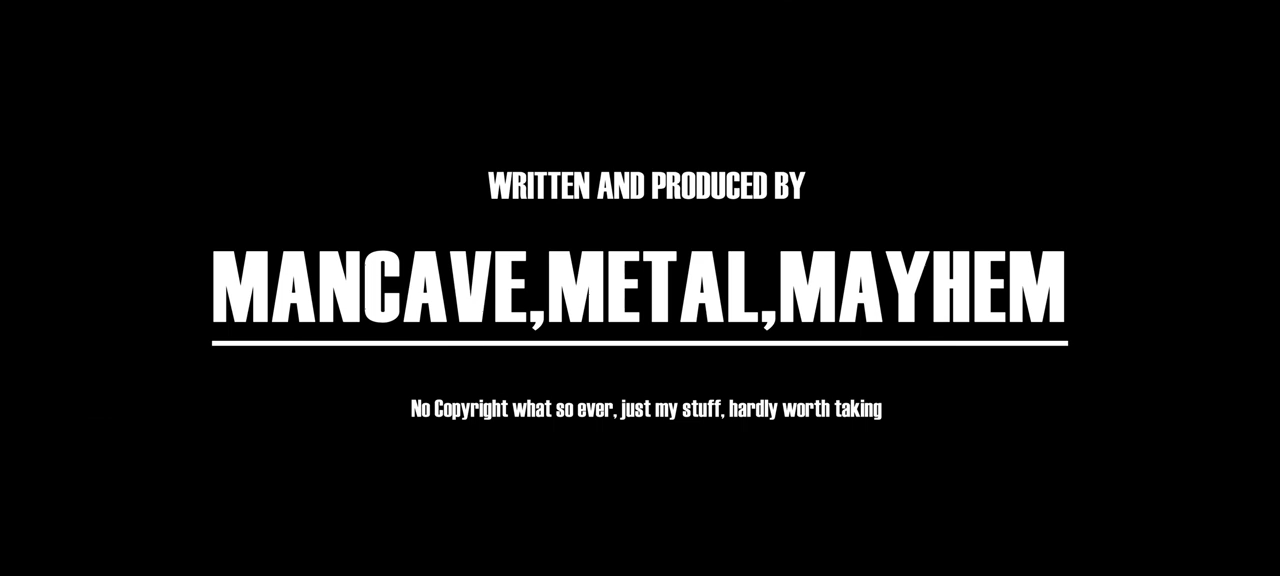 WRITTEN AND PRODUCED BY
MANCAVE,METAL,MAYHEM
No Copyright what so ever, just my stuff, hardly worth taking